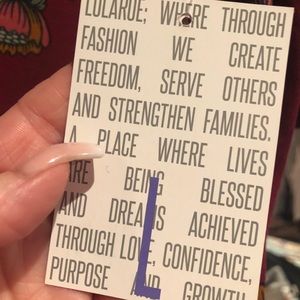 LULAROE; WHERE THROUGH
FASHION WE CREATE
FREEDOM, SERVE OTHERS
AND STRENGTHEN FAMILIES.
A PLACE WHERE LIVES
ARE BEING BLESSED
AND DREAMS ACHIEVED
THROUGH LOVE, CONFIDENCE,
PURPOSE AND GROWTH.
L